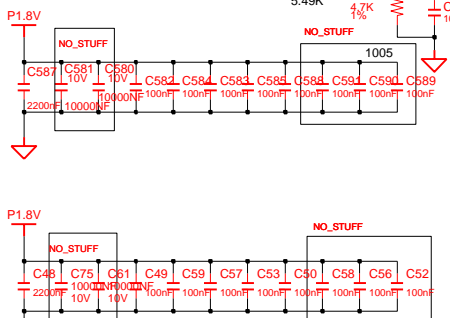 5.49K
4.7K
1%
C
10
P1.8V
NO_STUFF
NO_STUFF
1005
C587 C581 C580 C582 C584 C583 C585 C588 C591 C590 C589
10V 10V
2200nF 10000NF 10000NF 100nF 100nF 100nF 100nF 100nF 100nF 100nF 100nF
P1.8V
NO_STUFF
NO_STUFF
C48 C75 C61 C49 C59 C57 C53 C50 C58 C56 C52
2200nF 10000NF 10000NF 100nF 100nF 100nF 100nF 100nF 100nF 100nF 100nF
10V 10V